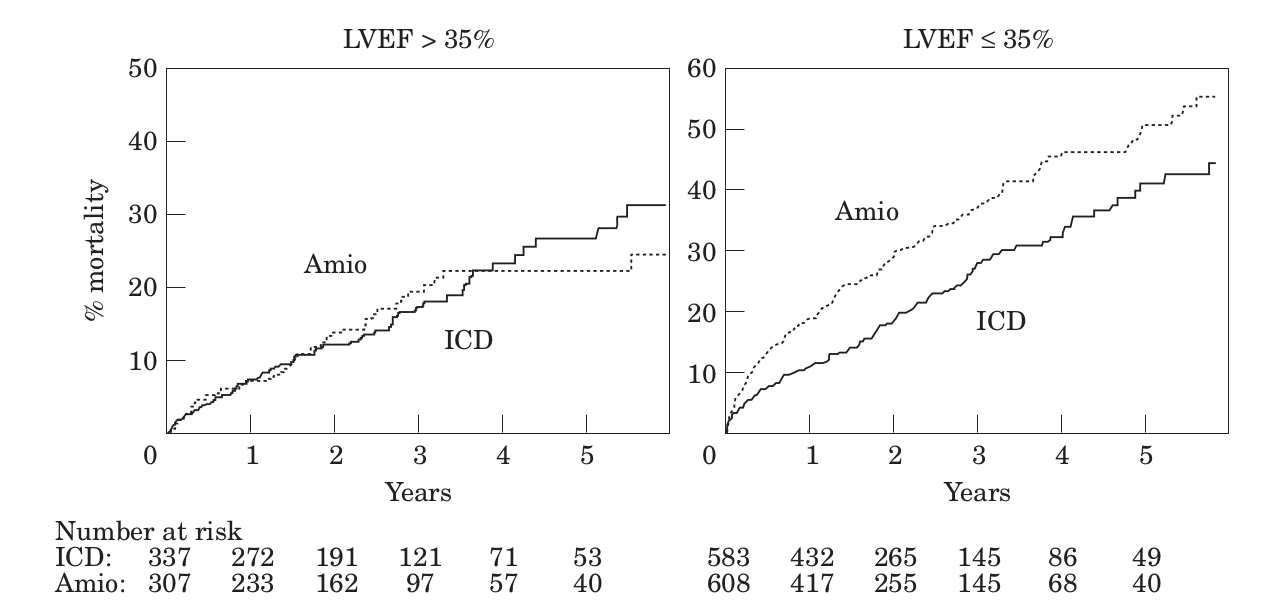 LVEF > 35%
50
40
30
20
10
0
1 2 3 4 5
% mortality
Years
Amio
ICD
LVEF ≤ 35%
60
50
40
30
20
10
0
1 2 3 4 5
Years
Amio
ICD
Number at risk
ICD: 337 272 191 121 71 53 583 432 265 145 86 49
Amio: 307 233 162 97 57 40 608 417 255 145 68 40